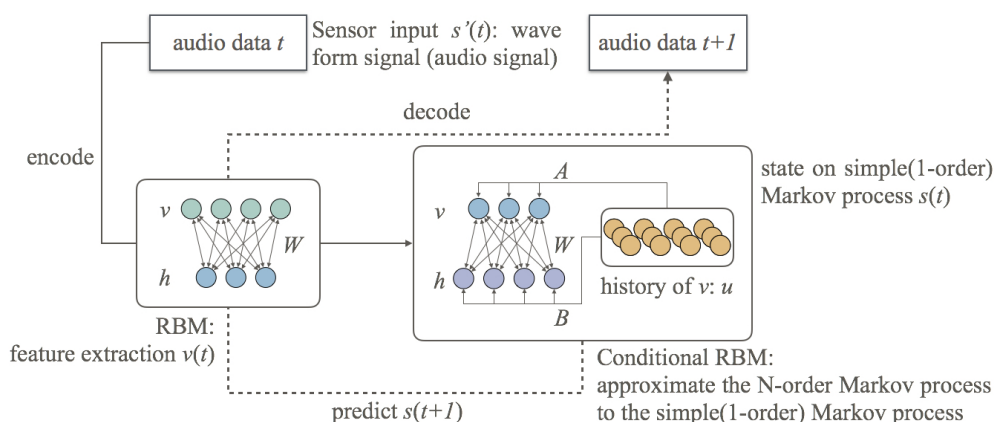 audio data t
Sensor input s’(t): wave
form signal (audio signal)
audio data t+1
decode
encode
v
W
h
A
v
W
h
B
history of v: u
state on simple(1-order)
Markov process s(t)
RBM:
feature extraction v(t)
Conditional RBM:
approximate the N-order Markov process
to the simple(1-order) Markov process
predict s(t+1)